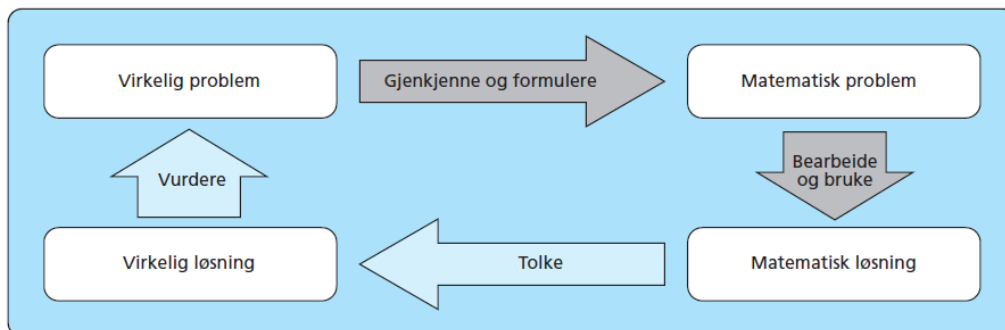 Virkelig problem
Gjenkjenne og formulere
Matematisk problem
Bearbeide
og bruke
Matematisk løsning
Tolke
Virkelig løsning
Vurdere